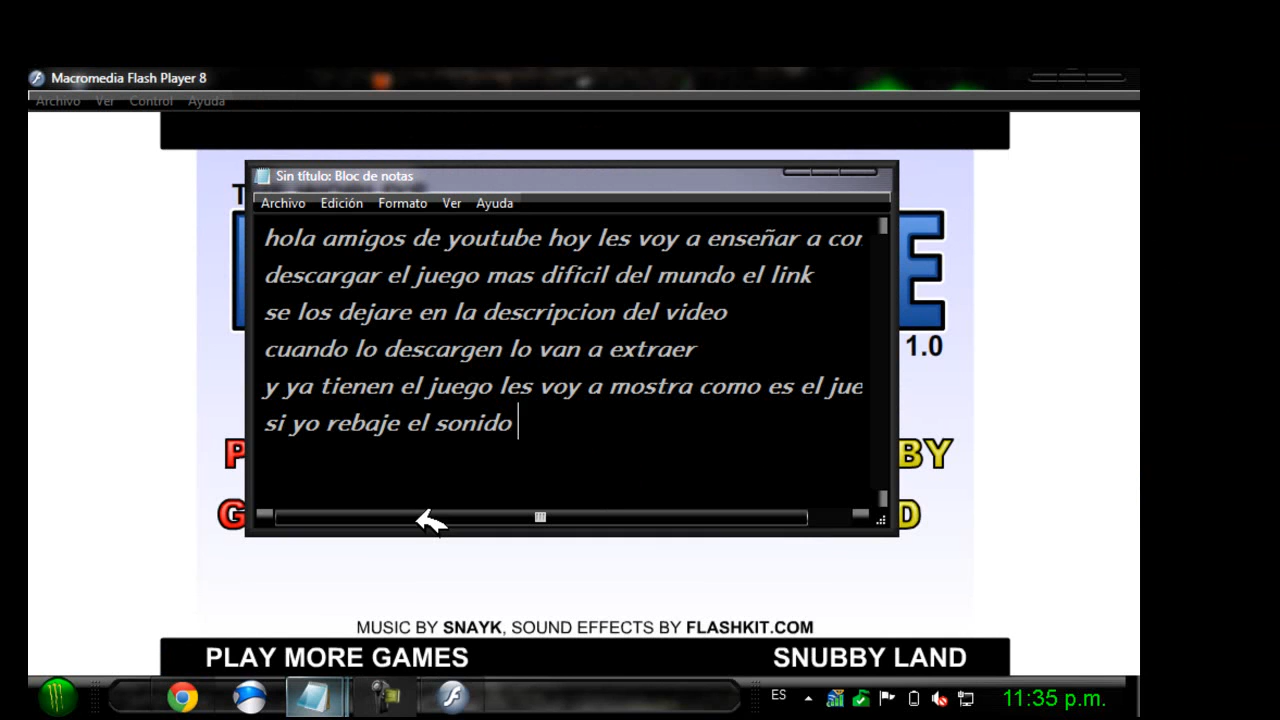 Macromedia Flash Player 8
Archivo Ver Control Ayuda
Sin título: Bloc de notas
Archivo Edición Formato Ver Ayuda
hola amigos de youtube hoy les voy a enseñar a
descargar el juego mas dificil del mundo el link
se los dejare en la descripcion del video
cuando lo descargen lo van a extraer
y ya tienen el juego les voy a mostra como es el
si yo rebaje el sonido
1.0
MUSIC BY SNAYK, SOUND EFFECTS BY FLASHKIT.COM
PLAY MORE GAMES
SNUBBY LAND
ES
11:35 p.m.